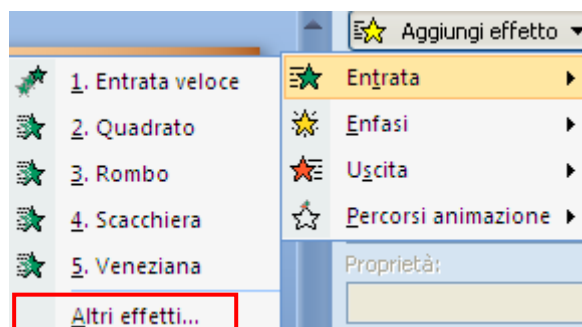 Aggiungi effetto
1. Entrata veloce
2. Quadrato
3. Rombo
4. Scacchiera
5. Veneziana
Altri effetti...
Entrata
Enfasi
Uscita
Percorsi animazione
Proprietà: